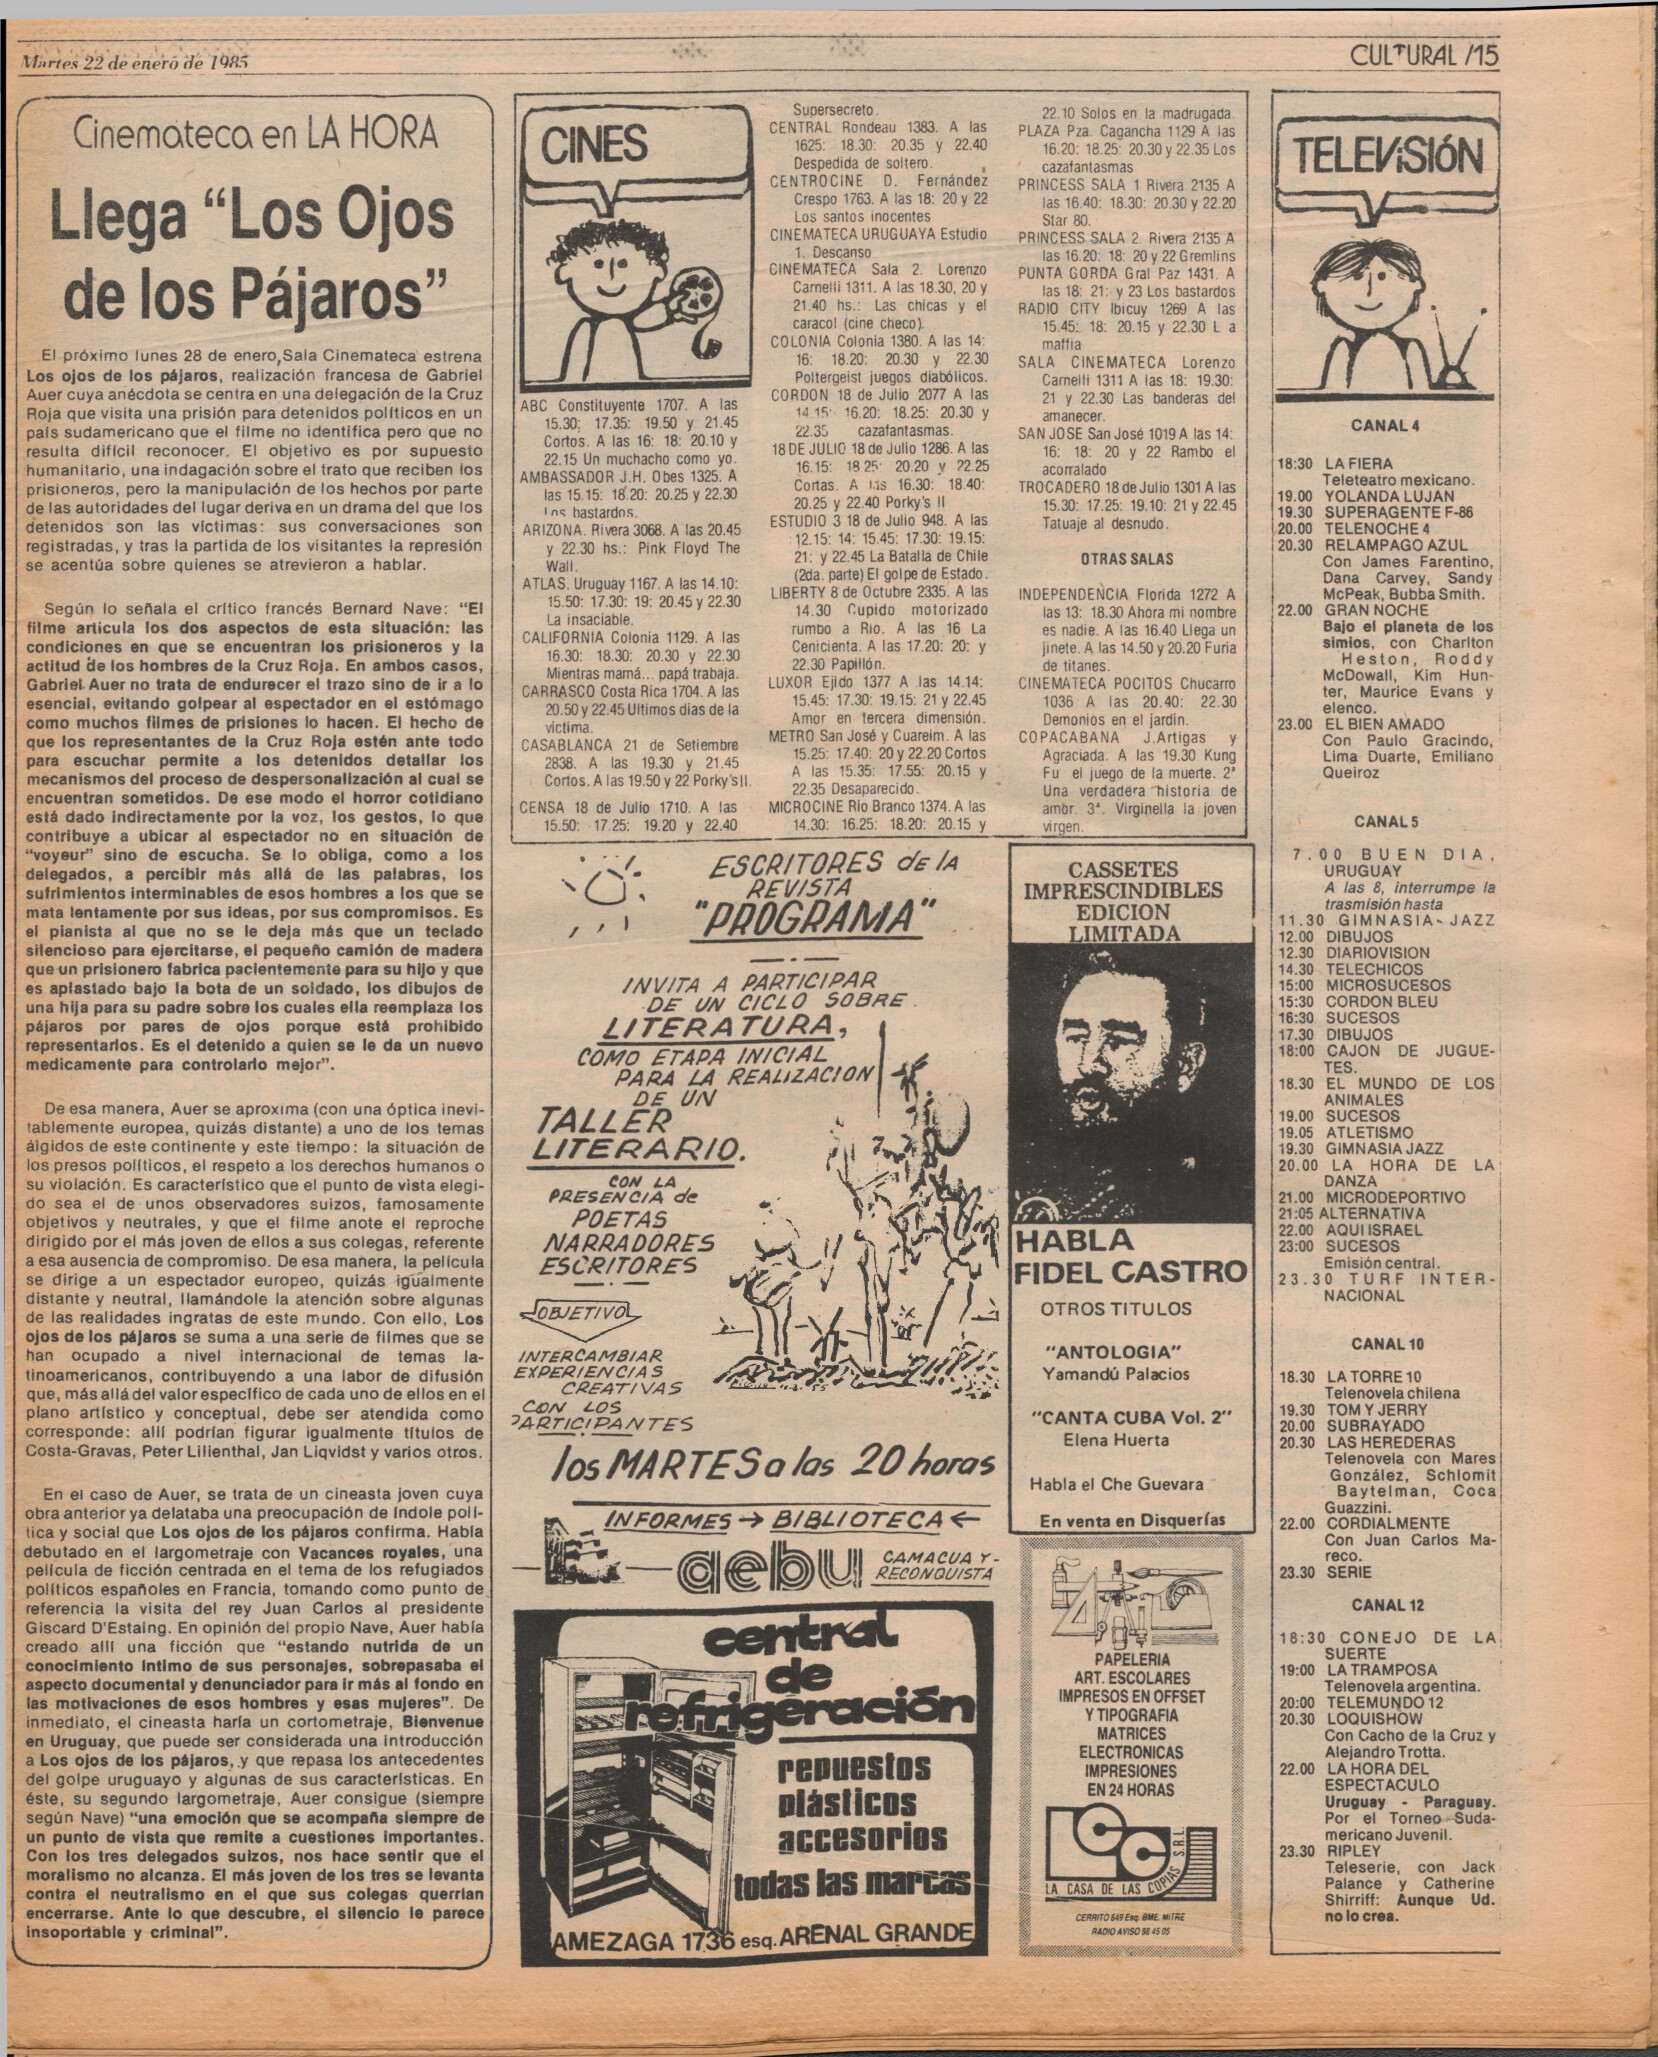 Martes 22 de enero de 1985
CULTURAL /15
Cinemateca en LA HORA
Llega “Los Ojos
de los Pájaros”
El próximo lunes 28 de enero, Sala Cinemateca estrena
Los ojos de los pájaros, realización francesa de Gabriel
Auer cuya anécdota se centra en una delegación de la Cruz
Roja que visita una prisión para detenidos políticos en un
país sudamericano que el filme no identifica pero que no
resulta difícil reconocer. El objetivo es por supuesto
humanitario, una indagación sobre el trato que reciben los
prisioneros, pero la manipulación de los hechos por parte
de las autoridades del lugar deriva en un drama del que los
detenidos son las víctimas: sus conversaciones son
registradas, y tras la partida de los visitantes la represión
se acentúa sobre quienes se atrevieron a hablar.
Según lo señala el crítico francés Bernard Nave: “El
filme articula los dos aspectos de esta situación: las
condiciones en que se encuentran los prisioneros y la
actitud de los hombres de la Cruz Roja. En ambos casos,
Gabriel Auer no trata de endurecer el trazo sino de ir a lo
esencial, evitando golpear al espectador en el estómago
como muchos filmes de prisiones lo hacen. El hecho de
que los representantes de la Cruz Roja estén ante todo
para escuchar permite a los detenidos detallar los
mecanismos del proceso de despersonalización al cual se
encuentran sometidos. De ese modo el horror cotidiano
está dado indirectamente por la voz, los gestos, lo que
contribuye a ubicar al espectador no en situación de
“voyeur” sino de escucha. Se lo obliga, como a los
delegados, a percibir más allá de las palabras, los
sufrimientos interminables de esos hombres a los que se
mata lentamente por sus ideas, por sus compromisos. Es
el pianista al que no se le deja más que un teclado
silencioso para ejercitarse, el pequeño camión de madera
que un prisionero fabrica pacientemente para su hijo y que
es aplastado bajo la bota de un soldado, los dibujos de
una hija para su padre sobre los cuales ella reemplaza los
pájaros por pares de ojos porque está prohibido
representarlos. Es el detenido a quien se le da un nuevo
medicamente para controlarlo mejor”.
De esa manera, Auer se aproxima (con una óptica inevi-
tablemente europea, quizás distante) a uno de los temas
álgidos de este continente y este tiempo: la situación de
los presos políticos, el respeto a los derechos humanos o
su violación. Es característico que el punto de vista elegi-
do sea el de unos observadores suizos, famosamente
objetivos y neutrales, y que el filme anote el reproche
dirigido por el más joven de ellos a sus colegas, referente
a esa ausencia de compromiso. De esa manera, la película
se dirige a un espectador europeo, quizás igualmente
distante y neutral, llamándole la atención sobre algunas
de las realidades ingratas de este mundo. Con ello, Los
ojos de los pájaros se suma a una serie de filmes que se
han ocupado a nivel internacional de temas la-
tinoamericanos, contribuyendo a una labor de difusión
que, más allá del valor específico de cada uno de ellos en el
plano artístico y conceptual, debe ser atendida como
corresponde: allí podrían figurar igualmente títulos de
Costa-Gravas, Peter Lilienthal, Jan Liqvidst y varios otros.
En el caso de Auer, se trata de un cineasta joven cuya
obra anterior ya delataba una preocupación de índole polí-
tica y social que Los ojos de los pájaros confirma. Había
debutado en el largometraje con Vacances royales, una
película de ficción centrada en el tema de los refugiados
políticos españoles en Francia, tomando como punto de
referencia la visita del rey Juan Carlos al presidente
Giscard D'Estaing. En opinión del propio Nave, Auer había
creado allí una ficción que “estando nutrida de un
conocimiento íntimo de sus personajes, sobrepasaba el
aspecto documental y denunciador para ir más al fondo en
las motivaciones de esos hombres y esas mujeres”. De
inmediato, el cineasta haría un cortometraje, Bienvenue
en Uruguay, que puede ser considerada una introducción
a Los ojos de los pájaros, y que repasa los antecedentes
del golpe uruguayo y algunas de sus características. En
éste, su segundo largometraje, Auer consigue (siempre
según Nave) “una emoción que se acompaña siempre de
un punto de vista que remite a cuestiones importantes.
Con los tres delegados suizos, nos hace sentir que el
moralismo no alcanza. El más joven de los tres se levanta
contra el neutralismo en el que sus colegas querrían
encerrarse. Ante lo que descubre, el silencio le parece
insoportable y criminal”.
CINES
ABC Constituyente 1707. A las
15.30: 17.35: 19.50 y 21.45
Cortos. A las 16: 18: 20.10 y
22.15 Un muchacho como yo.
AMBASSADOR J.H. Obes 1325. A
las 15.15: 18.20: 20.25 y 22.30
Los bastardos.
ARIZONA. Rivera 3068. A las 20.45
y 22.30 hs.: Pink Floyd The
Wall.
ATLAS. Uruguay 1167. A las 14.10:
15.50: 17.30: 19: 20.45 y 22.30
La insaciable.
CALIFORNIA Colonia 1129. A las
16.30: 18.30: 20.30 y 22.30
Mientras mamá... papá trabaja.
CARRASCO Costa Rica 1704. A las
20.50 y 22.45 Ultimos días de la
víctima.
CASABLANCA 21 de Setiembre
2838. A las 19.30 y 21.45
Cortos. A las 19.50 y 22 Porky'sII.
CENSA 18 de Julio 1710. A las
15.50: 17.25: 19.20 y 22.40
Supersecreto.
CENTRAL Rondeau 1383. A las
1625: 18.30: 20.35 y 22.40
Despedida de soltero.
CENTROCINE D. Fernández
Crespo 1763. A las 18: 20 y 22
Los santos inocentes
CINEMATECA URUGUAYA Estudio
1. Descanso
CINEMATECA Sala 2. Lorenzo
Carnelli 1311. A las 18.30, 20 y
21.40 hs.: Las chicas y el
caracol (cine checo).
COLONIA Colonia 1380. A las 14:
16: 18.20: 20.30 y 22.30
Poltergeist juegos diabólicos.
CORDON 18 de Julio 2077 A las
14.15: 16.20: 18.25: 20.30 y
22.35 cazafantasmas.
18 DE JULIO 18 de Julio 1286. A las
16.15: 18.25: 20.20 y 22.25
Cortas. A las 16.30: 18.40:
20.25 y 22.40 Porky's II
ESTUDIO 3 18 de Julio 948. A las
12.15: 14: 15.45: 17.30: 19.15:
21: y 22.45 La Batalla de Chile
(2da. parte) El golpe de Estado.
LIBERTY 8 de Octubre 2335. A las
14.30 Cupido motorizado
rumbo a Rio. A las 16 La
Cenicienta. A las 17.20: 20: y
22.30 Papillón.
LUXOR Ejido 1377 A las 14.14:
15.45: 17.30: 19.15: 21 y 22.45
Amor en tercera dimensión.
METRO San José y Cuareim. A las
15.25: 17.40: 20 y 22.20 Cortos
A las 15.35: 17.55: 20.15 y
22.35 Desaparecido.
MICROCINE Río Branco 1374. A las
14.30: 16.25: 18.20: 20.15 y
22.10 Solos en la madrugada.
PLAZA Pza. Cagancha 1129 A las
16.20: 18.25: 20.30 y 22.35 Los
cazafantasmas
PRINCESS SALA 1 Rivera 2135 A
las 16.40: 18.30: 20.30 y 22.20
Star 80.
PRINCESS SALA 2. Rivera 2135 A
las 16.20: 18: 20 y 22 Gremlins
PUNTA GORDA Gral Paz 1431. A
las 18: 21: y 23 Los bastardos
RADIO CITY Ibicuy 1269 A las
15.45: 18: 20.15 y 22.30 L a
maffia
SALA CINEMATECA Lorenzo
Carnelli 1311 A las 18: 19.30:
21 y 22.30 Las banderas del
amanecer.
SAN JOSE San José 1019 A las 14:
16: 18: 20 y 22 Rambo el
acorralado
TROCADERO 18 de Julio 1301 A las
15.30: 17.25: 19.10: 21 y 22.45
Tatuaje al desnudo.
OTRAS SALAS
INDEPENDENCIA Florida 1272 A
las 13: 18.30 Ahora mi nombre
es nadie. A las 16.40 Llega un
jinete. A las 14.50 y 20.20 Furia
de titanes.
CINEMATECA POCITOS Chucarro
1036 A las 20.40: 22.30
Demonios en el jardín.
COPACABANA J.Artigas y
Agraciada. A las 19.30 Kung
Fu el juego de la muerte. 2ª
Una verdadera historia de
amor. 3ª. Virginella la joven
virgen.
ESCRITORES de la
REVISTA
"PROGRAMA"
INVITA A PARTICIPAR
DE UN CICLO SOBRE
LITERATURA,
COMO ETAPA INICIAL
PARA LA REALIZACION
DE UN
TALLER
LITERARIO.
CON LA
PRESENCIA de
POETAS
NARRADORES
ESCRITORES
OBJETIVO
INTERCAMBIAR
EXPERIENCIAS
CREATIVAS
CON LOS
PARTICIPANTES
los MARTES a las 20 horas
INFORMES → BIBLIOTECA ←
aebu
CAMACUA Y-
RECONQUISTA
central
de
refrigeración
repuestos
plásticos
accesorios
todas las marcas
AMEZAGA 1736 esq. ARENAL GRANDE
CASSETES
IMPRESCINDIBLES
EDICION
LIMITADA
HABLA
FIDEL CASTRO
OTROS TITULOS
"ANTOLOGIA"
Yamandú Palacios
"CANTA CUBA Vol. 2"
Elena Huerta
Habla el Che Guevara
En venta en Disquerías
PAPELERIA
ART. ESCOLARES
IMPRESOS EN OFFSET
Y TIPOGRAFIA
MATRICES
ELECTRONICAS
IMPRESIONES
EN 24 HORAS
LCC S.R.L.
LA CASA DE LAS COPIAS
CERRITO 649 Esq. BME. MITRE
RADIO AVISO 98 45 05
TELEViSIÓN
CANAL 4
18:30 LA FIERA
Teleteatro mexicano.
19.00 YOLANDA LUJAN
19.30 SUPERAGENTE F-86
20.00 TELENOCHE 4
20.30 RELAMPAGO AZUL
Con James Farentino,
Dana Carvey, Sandy
McPeak, Bubba Smith.
22.00 GRAN NOCHE
Bajo el planeta de los
simios, con Charlton
Heston, Roddy
McDowall, Kim Hun-
ter, Maurice Evans y
elenco.
23.00 EL BIEN AMADO
Con Paulo Gracindo,
Lima Duarte, Emiliano
Queiroz
CANAL 5
7.00 BUEN DIA,
URUGUAY
A las 8, interrumpe la
trasmisión hasta
11.30 GIMNASIA-JAZZ
12.00 DIBUJOS
12.30 DIARIOVISION
14.30 TELECHICOS
15:00 MICROSUCESOS
15:30 CORDON BLEU
16:30 SUCESOS
17.30 DIBUJOS
18:00 CAJON DE JUGUE-
TES.
18.30 EL MUNDO DE LOS
ANIMALES
19.00 SUCESOS
19.05 ATLETISMO
19.30 GIMNASIA JAZZ
20.00 LA HORA DE LA
DANZA
21.00 MICRODEPORTIVO
21:05 ALTERNATIVA
22.00 AQUI ISRAEL
23:00 SUCESOS
Emisión central.
23.30 TURF INTER-
NACIONAL
CANAL 10
18.30 LA TORRE 10
Telenovela chilena
19.30 TOM Y JERRY
20.00 SUBRAYADO
20.30 LAS HEREDERAS
Telenovela con Mares
González, Schlomit
Baytelman, Coca
Guazzini.
22.00 CORDIALMENTE
Con Juan Carlos Ma-
reco.
23.30 SERIE
CANAL 12
18:30 CONEJO DE LA
SUERTE
19:00 LA TRAMPOSA
Telenovela argentina.
20:00 TELEMUNDO 12
20.30 LOQUISHOW
Con Cacho de la Cruz y
Alejandro Trotta.
22.00 LA HORA DEL
ESPECTACULO
Uruguay - Paraguay.
Por el Torneo Suda-
mericano Juvenil.
23.30 RIPLEY
Teleserie, con Jack
Palance y Catherine
Shirriff: Aunque Ud.
no lo crea.